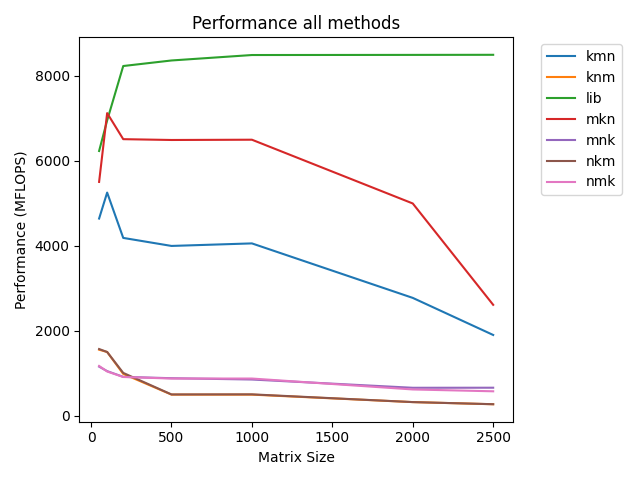 Performance all methods
Performance (MFLOPS)
8000
6000
4000
2000
0
0 500 1000 1500 2000 2500
Matrix Size
kmn
knm
lib
mkn
mnk
nkm
nmk